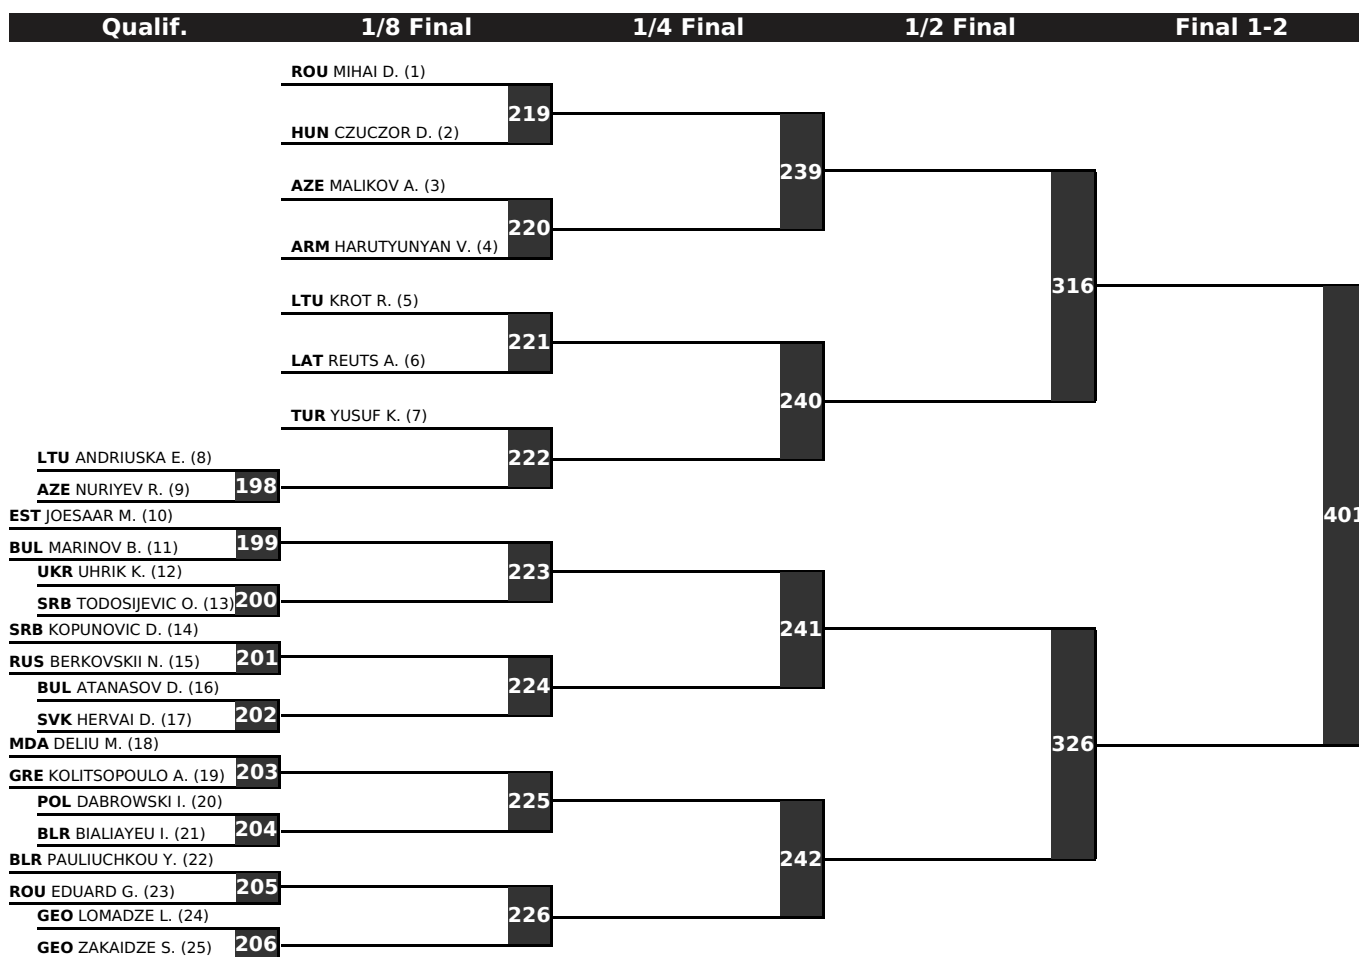 Qualif. 1/8 Final 1/4 Final 1/2 Final Final 1-2
ROU MIHAI D. (1)
219
HUN CZUCZOR D. (2)
239
AZE MALIKOV A. (3)
220
ARM HARUTYUNYAN V. (4)
316
LTU KROT R. (5)
221
LAT REUTS A. (6)
240
TUR YUSUF K. (7)
LTU ANDRIUSKA E. (8)
222
AZE NURIYEV R. (9)
198
EST JOESAAR M. (10)
401
BUL MARINOV B. (11)
199
UKR UHRIK K. (12)
223
SRB TODOSIJEVIC O. (13)
200
SRB KOPUNOVIC D. (14)
241
RUS BERKOVSKII N. (15)
201
BUL ATANASOV D. (16)
224
SVK HERVAI D. (17)
202
MDA DELIU M. (18)
326
GRE KOLITSOPOULO A. (19)
203
POL DABROWSKI I. (20)
225
BLR BIALIAYEU I. (21)
204
BLR PAULIUCHKOU Y. (22)
242
ROU EDUARD G. (23)
205
GEO LOMADZE L. (24)
226
GEO ZAKAIDZE S. (25)
206